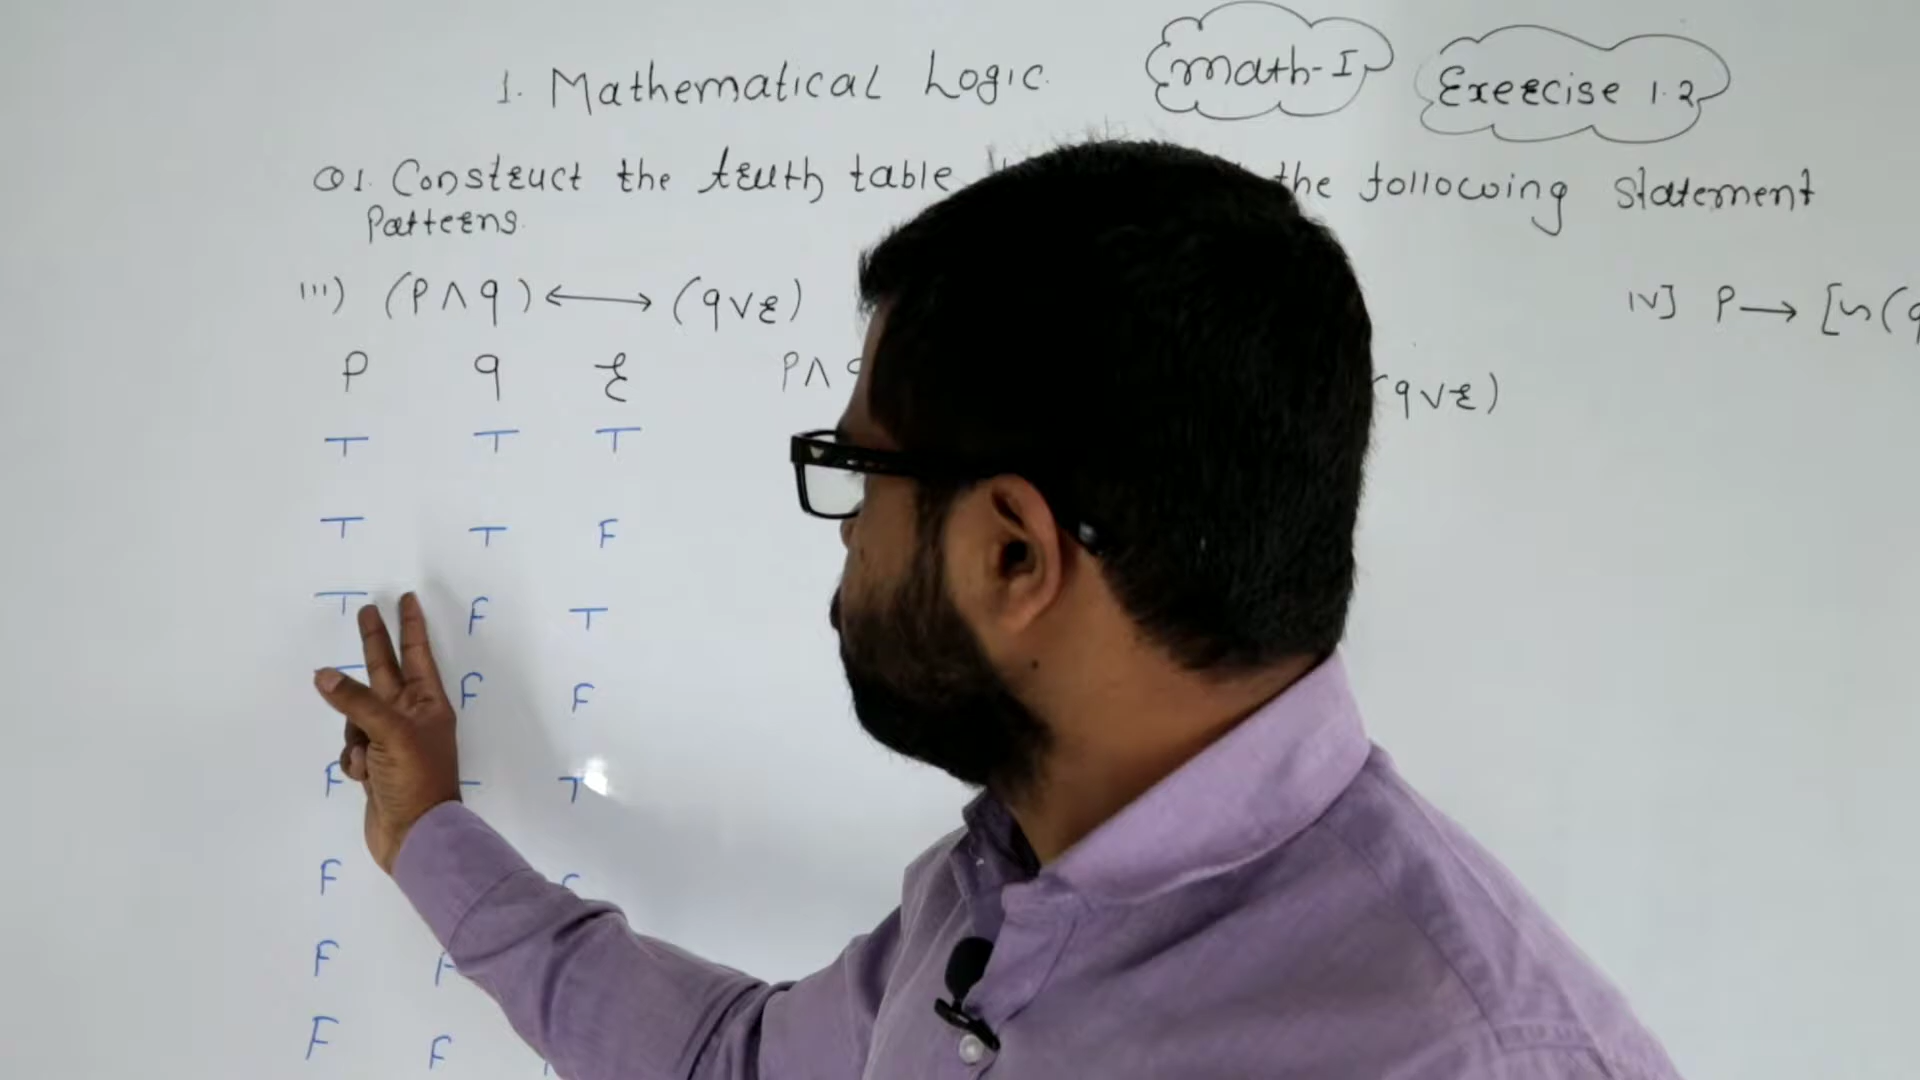 1. Mathematical Logic. Math-I Exercise 1.2
Q1. Construct the truth table the following statement
Patterns.
iii) (p∧q) ⟷ (q∨r) iv] p → [~(q
p q r p∧q q∨r)
T T T
T T F
T F T
T F F
F T T
F
F F
F F